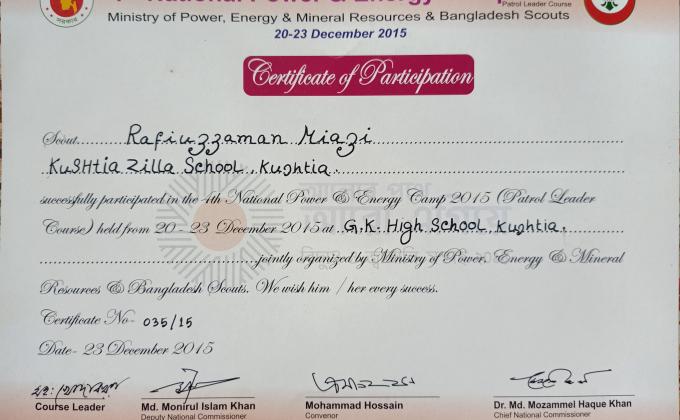 National Power & Energy
Patrol Leader Course
Ministry of Power, Energy & Mineral Resources & Bangladesh Scouts
20-23 December 2015
Certificate of Participation
Scout Rafiuzzaman Miazi
Kushtia Zilla School, Kushtia.
successfully participated in the 4th National Power & Energy Camp 2015 (Patrol Leader
Course) held from 20 - 23 December 2015 at G.K. High School, Kushtia.
jointly organized by Ministry of Power, Energy & Mineral
Resources & Bangladesh Scouts. We wish him / her every success.
Certificate No- 035/15
Date- 23 December 2015
Course Leader
Md. Monirul Islam Khan
Deputy National Commissioner
Mohammad Hossain
Convenor
Dr. Md. Mozammel Haque Khan
Chief National Commissioner